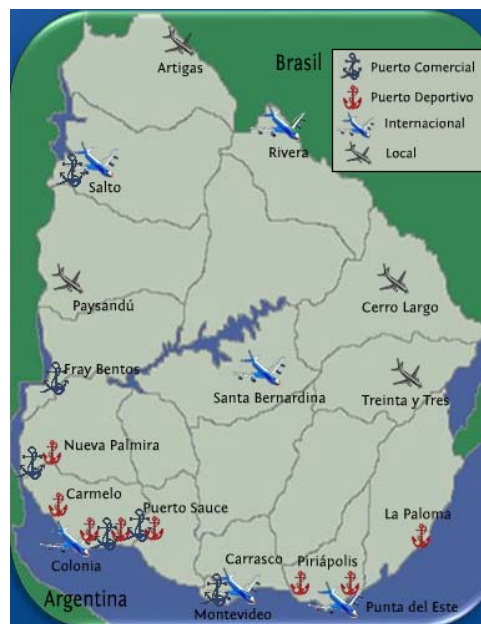 Artigas
Brasil
Puerto Comercial
Puerto Deportivo
Internacional
Local
Rivera
Salto
Paysandú
Cerro Largo
Fray Bentos
Santa Bernardina
Treinta y Tres
Nueva Palmira
Carmelo
Puerto Sauce
La Paloma
Colonia
Carrasco
Piriápolis
Argentina
Montevideo
Punta del Este